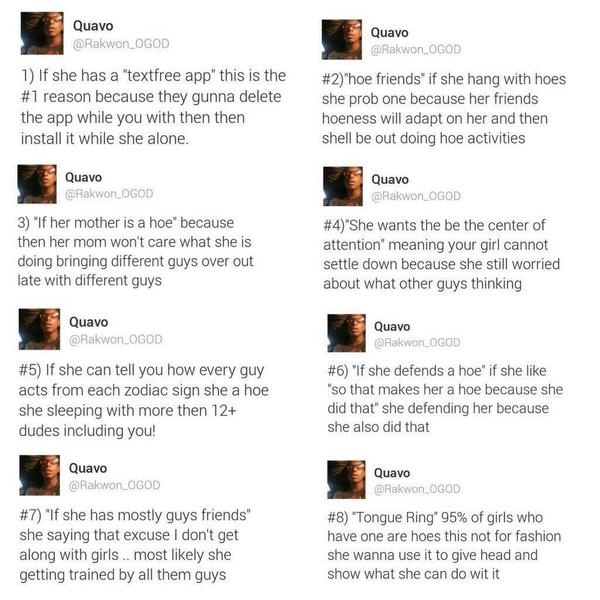 Quavo
@Rakwon_OGOD
1) If she has a "textfree app" this is the
#1 reason because they gunna delete
the app while you with then then
install it while she alone.
Quavo
@Rakwon_OGOD
#2)"hoe friends" if she hang with hoes
she prob one because her friends
hoeness will adapt on her and then
shell be out doing hoe activities
Quavo
@Rakwon_OGOD
3) "If her mother is a hoe" because
then her mom won't care what she is
doing bringing different guys over out
late with different guys
Quavo
@Rakwon_OGOD
#4)"She wants the be the center of
attention" meaning your girl cannot
settle down because she still worried
about what other guys thinking
Quavo
@Rakwon_OGOD
#5) If she can tell you how every guy
acts from each zodiac sign she a hoe
she sleeping with more then 12+
dudes including you!
Quavo
@Rakwon_OGOD
#6) "If she defends a hoe" if she like
"so that makes her a hoe because she
did that" she defending her because
she also did that
Quavo
@Rakwon_OGOD
#7) "If she has mostly guys friends"
she saying that excuse I don't get
along with girls .. most likely she
getting trained by all them guys
Quavo
@Rakwon_OGOD
#8) "Tongue Ring" 95% of girls who
have one are hoes this not for fashion
she wanna use it to give head and
show what she can do wit it